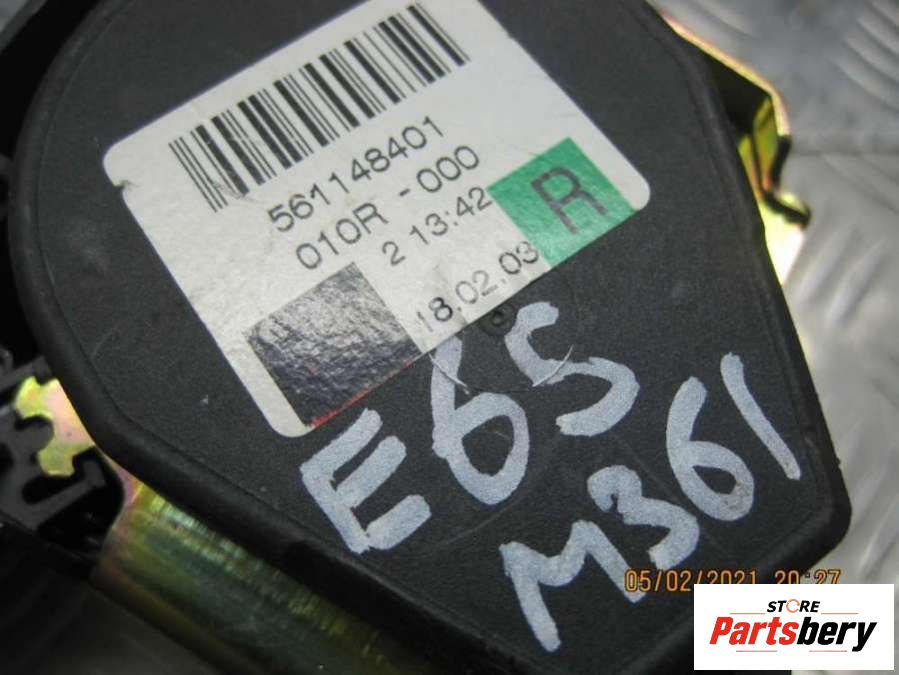 561148401
010R - 000
2 13:42
R
18.02.03
E65
M361
05/02/2021 20:27
STORE
Partsbery